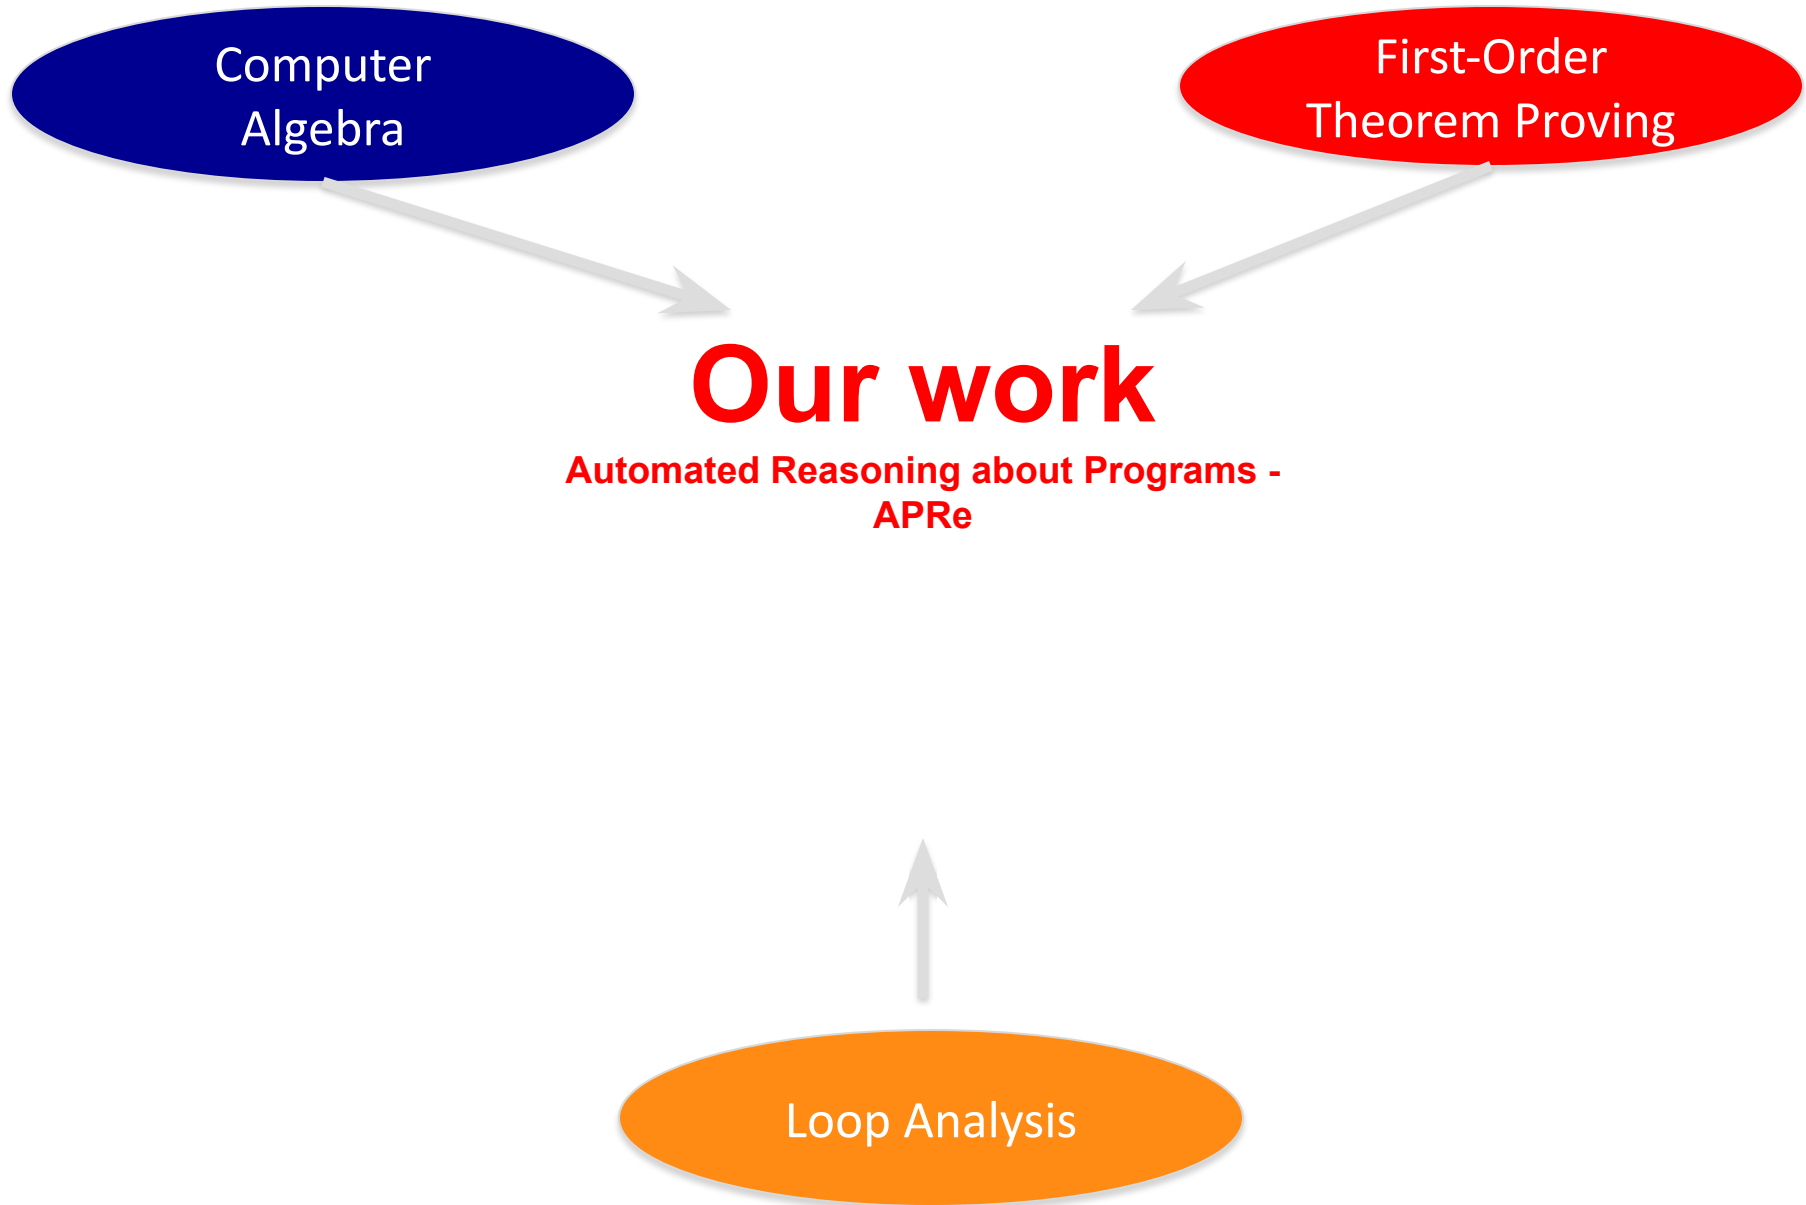 Computer
Algebra
First-Order
Theorem Proving
Our work
Automated Reasoning about Programs -
APRe
Loop Analysis